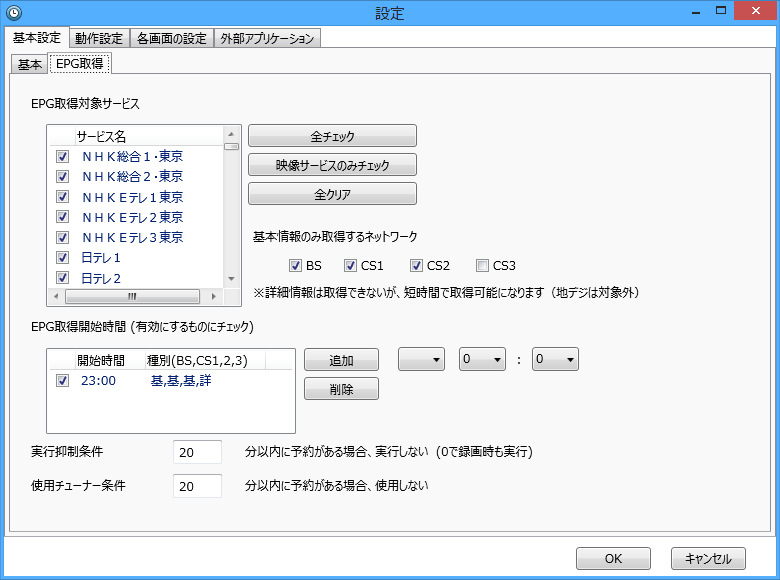 設定
基本設定 動作設定 各画面の設定 外部アプリケーション
基本 EPG取得
EPG取得対象サービス
サービス名
ＮＨＫ総合１・東京
ＮＨＫ総合２・東京
ＮＨＫＥテレ１東京
ＮＨＫＥテレ２東京
ＮＨＫＥテレ３東京
日テレ１
日テレ２
全チェック
映像サービスのみチェック
全クリア
基本情報のみ取得するネットワーク
BS CS1 CS2 CS3
※詳細情報は取得できないが、短時間で取得可能になります（地デジは対象外）
EPG取得開始時間 (有効にするものにチェック)
開始時間 種別(BS,CS1,2,3)
23:00 基,基,基,詳
追加 0 : 0
削除
実行抑制条件 20 分以内に予約がある場合、実行しない（0で録画時も実行）
使用チューナー条件 20 分以内に予約がある場合、使用しない
OK キャンセル